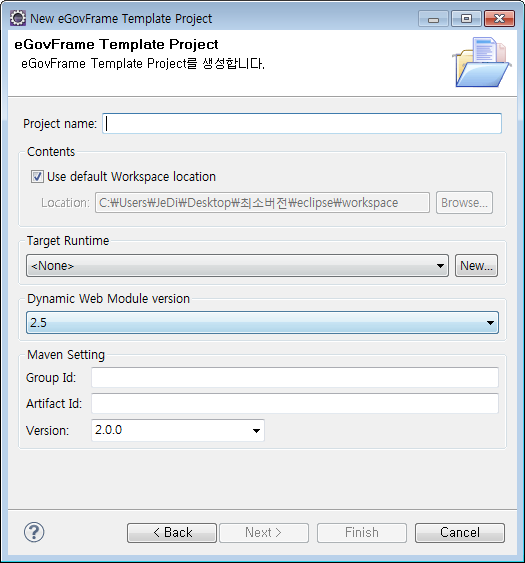 New eGovFrame Template Project
eGovFrame Template Project
eGovFrame Template Project를 생성합니다.
Project name:
Contents
Use default Workspace location
Location: C:₩Users₩JeDi₩Desktop₩최소버전₩eclipse₩workspace Browse...
Target Runtime
<None> New...
Dynamic Web Module version
2.5
Maven Setting
Group Id:
Artifact Id:
Version: 2.0.0
? < Back Next > Finish Cancel